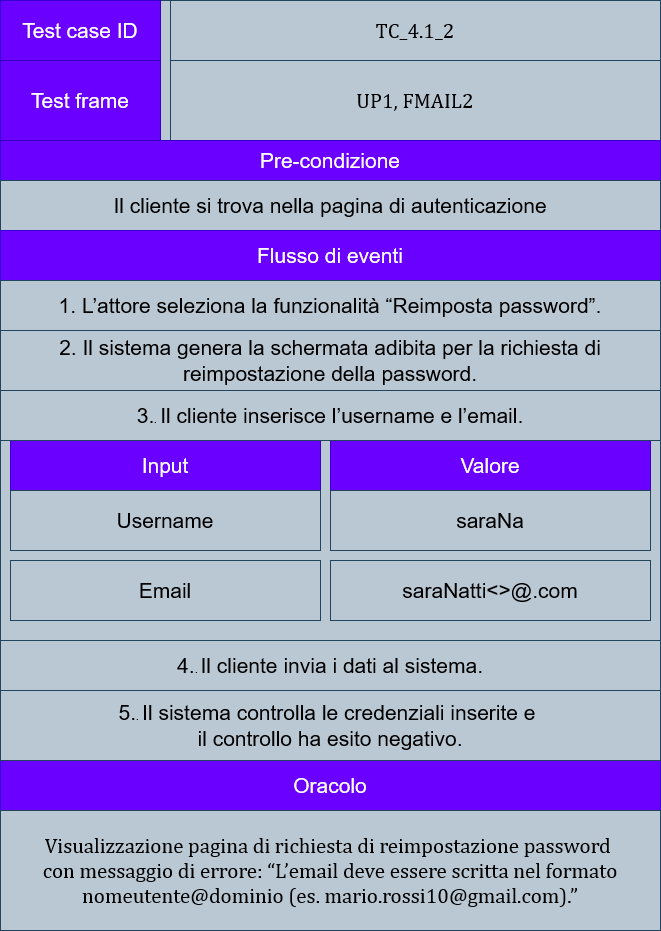 Test case ID
TC_4.1_2
Test frame
UP1, FMAIL2
Pre-condizione
Il cliente si trova nella pagina di autenticazione
Flusso di eventi
1. L’attore seleziona la funzionalità “Reimposta password”.
2. Il sistema genera la schermata adibita per la richiesta di
reimpostazione della password.
3.. Il cliente inserisce l’username e l’email.
Input
Valore
Username
saraNa
Email
saraNatti<>@.com
4.. Il cliente invia i dati al sistema.
5.. Il sistema controlla le credenziali inserite e
il controllo ha esito negativo.
Oracolo
Visualizzazione pagina di richiesta di reimpostazione password
con messaggio di errore: “L’email deve essere scritta nel formato
nomeutente@dominio (es. mario.rossi10@gmail.com).”